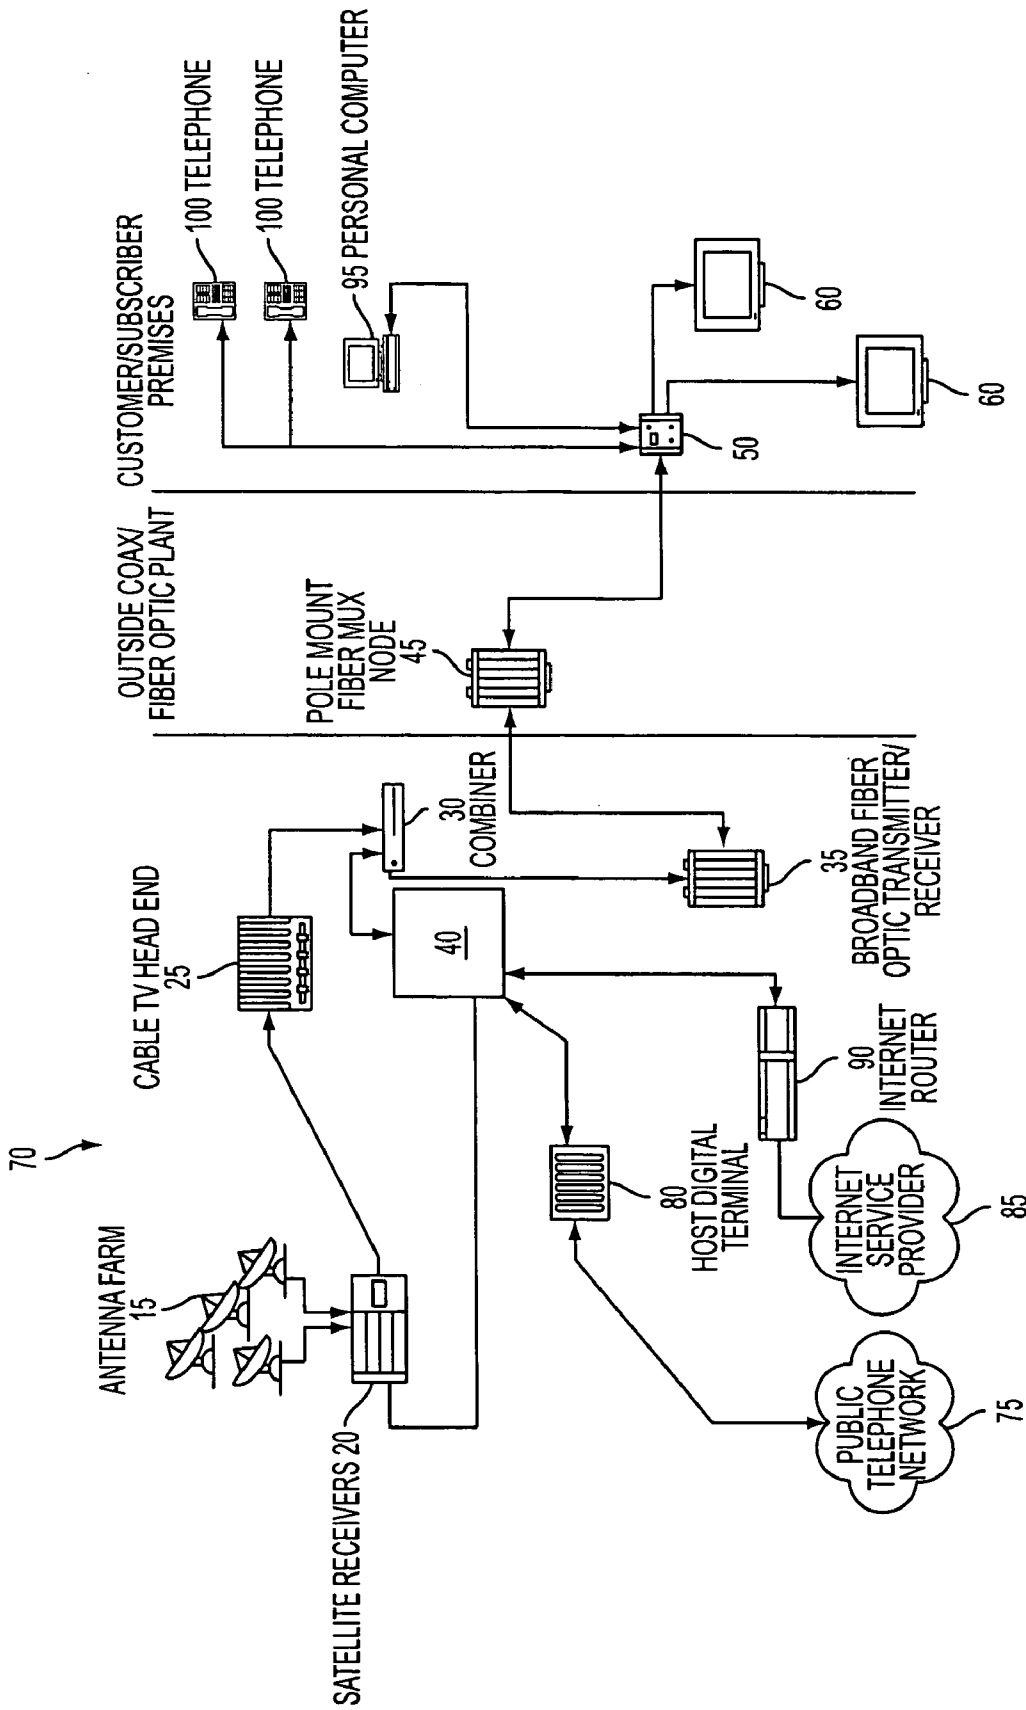 70
ANTENNA FARM
15
SATELLITE RECEIVERS 20
CABLE TV HEAD END
25
30
COMBINER
40
35
BROADBAND FIBER
OPTIC TRANSMITTER/
RECEIVER
80
HOST DIGITAL
TERMINAL
90
INTERNET
ROUTER
INTERNET
SERVICE
PROVIDER
85
PUBLIC
TELEPHONE
NETWORK
75
OUTSIDE COAX/
FIBER OPTIC PLANT
POLE MOUNT
FIBER MUX
NODE
45
CUSTOMER/SUBSCRIBER
PREMISES
100 TELEPHONE
100 TELEPHONE
95 PERSONAL COMPUTER
50
60
60